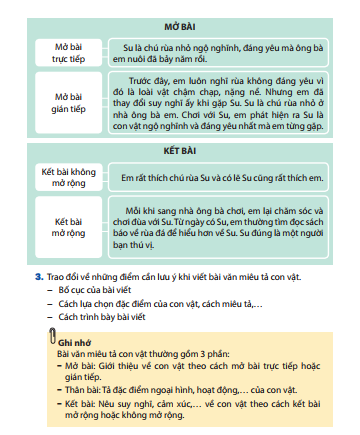 MỞ BÀI
Mở bài
trực tiếp
Su là chú rùa nhỏ ngộ nghĩnh, đáng yêu mà ông bà
em nuôi đã bảy năm rồi.
Mở bài
gián tiếp
Trước đây, em luôn nghĩ rùa không đáng yêu vì
đó là loài vật chậm chạp, nặng nề. Nhưng em đã
thay đổi suy nghĩ ấy khi gặp Su. Su là chú rùa nhỏ ở
nhà ông bà em. Chơi với Su, em phát hiện ra Su là
con vật ngộ nghĩnh và đáng yêu nhất mà em từng gặp.
KẾT BÀI
Kết bài không
mở rộng
Em rất thích chú rùa Su và có lẽ Su cũng rất thích em.
Kết bài
mở rộng
Mỗi khi sang nhà ông bà chơi, em lại chăm sóc và
chơi đùa với Su. Từ ngày có Su, em thường tìm đọc sách
báo về rùa đá để hiểu hơn về Su. Su đúng là một người
bạn thú vị.
3. Trao đổi về những điểm cần lưu ý khi viết bài văn miêu tả con vật.
– Bố cục của bài viết
– Cách lựa chọn đặc điểm của con vật, cách miêu tả,...
– Cách trình bày bài viết
Ghi nhớ
Bài văn miêu tả con vật thường gồm 3 phần:
– Mở bài: Giới thiệu về con vật theo cách mở bài trực tiếp hoặc
gián tiếp.
– Thân bài: Tả đặc điểm ngoại hình, hoạt động,... của con vật.
– Kết bài: Nêu suy nghĩ, cảm xúc,... về con vật theo cách kết bài
mở rộng hoặc không mở rộng.